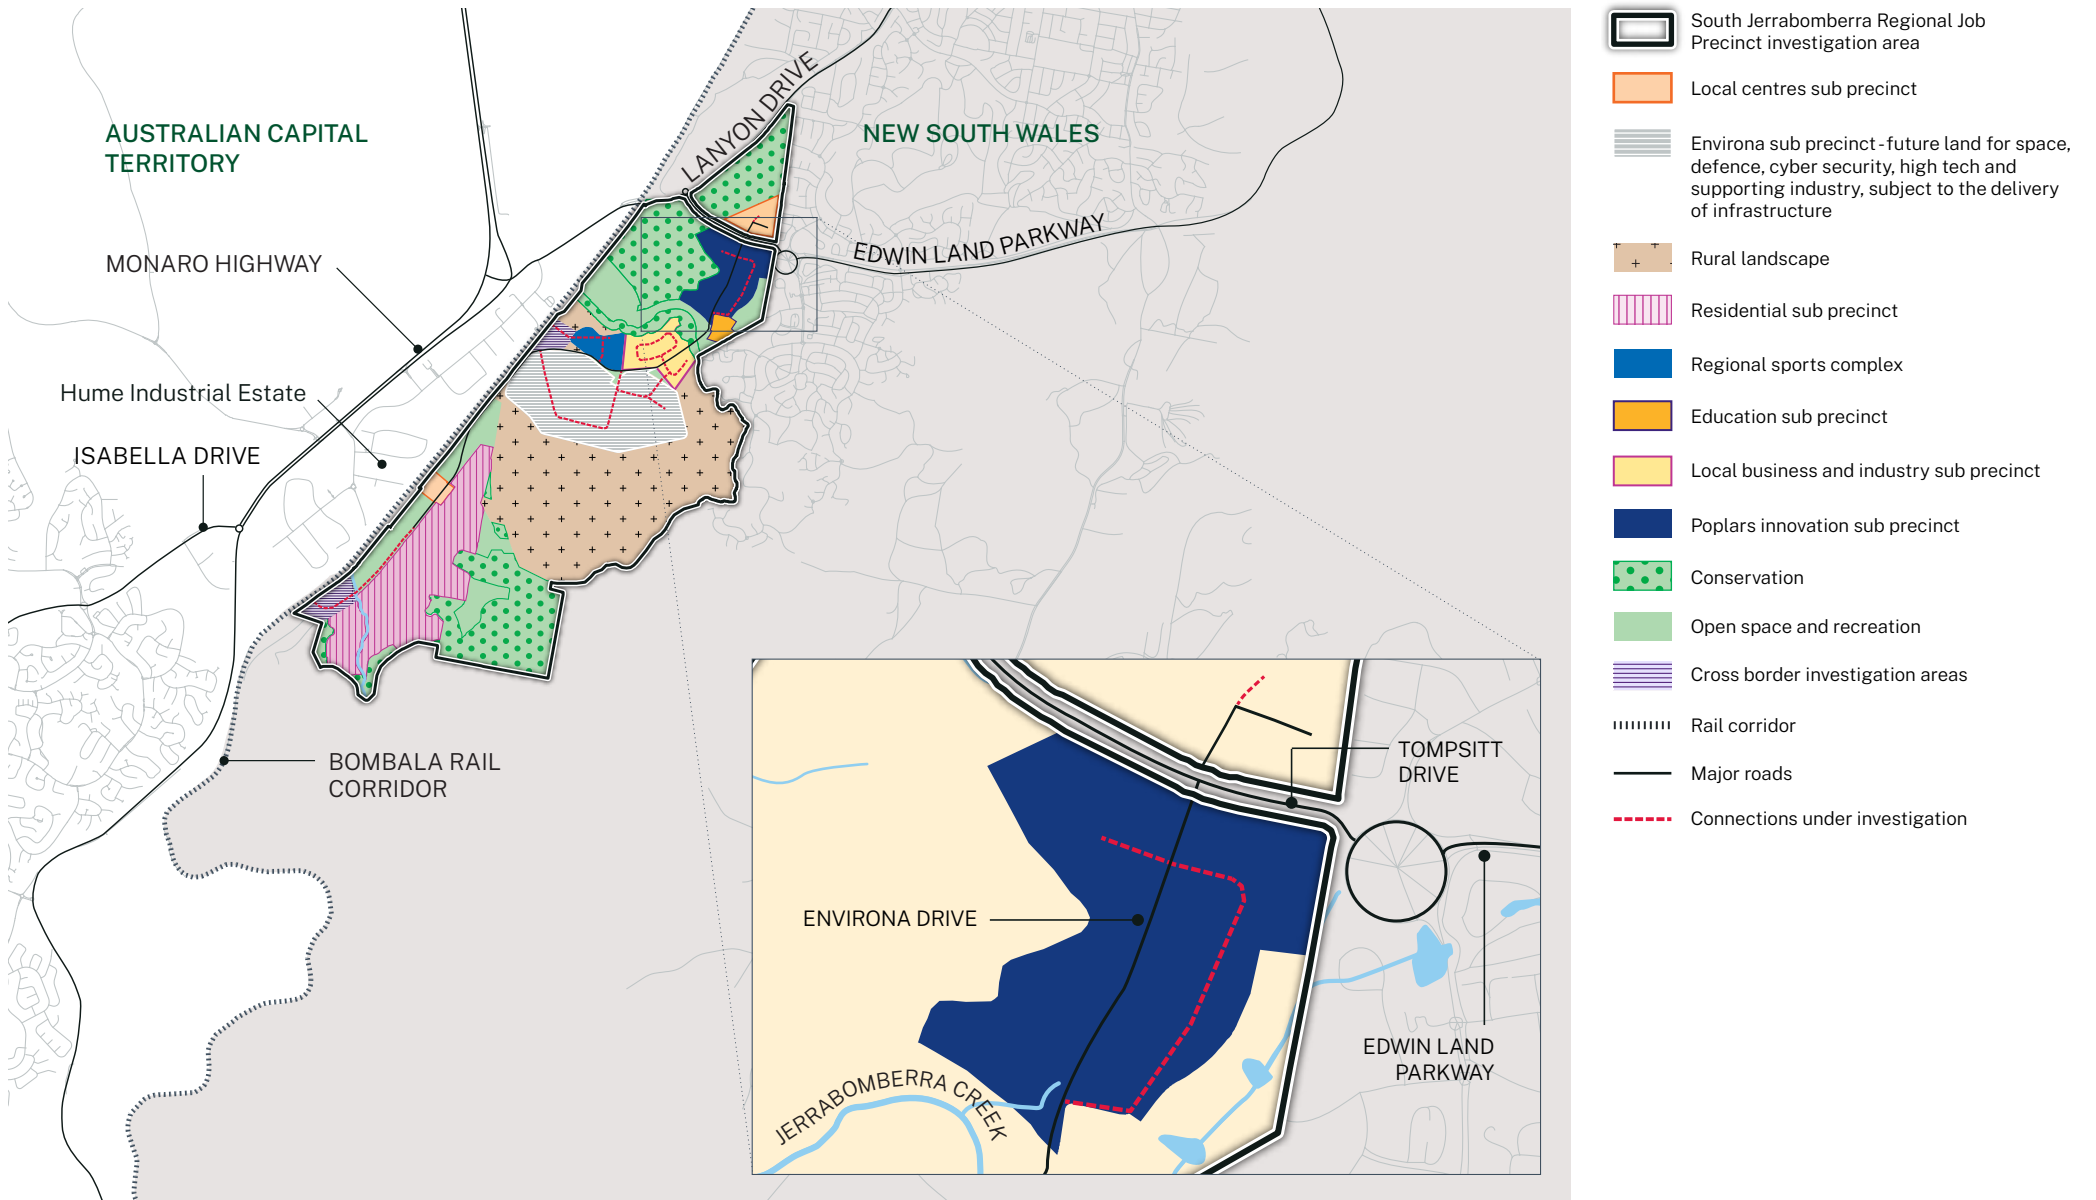 AUSTRALIAN CAPITAL
TERRITORY
NEW SOUTH WALES
LANYON DRIVE
EDWIN LAND PARKWAY
MONARO HIGHWAY
Hume Industrial Estate
ISABELLA DRIVE
BOMBALA RAIL
CORRIDOR
TOMPSITT
DRIVE
ENVIRONA DRIVE
EDWIN LAND
PARKWAY
JERRABOMBERRA CREEK
South Jerrabomberra Regional Job
Precinct investigation area
Local centres sub precinct
Environa sub precinct - future land for space,
defence, cyber security, high tech and
supporting industry, subject to the delivery
of infrastructure
Rural landscape
Residential sub precinct
Regional sports complex
Education sub precinct
Local business and industry sub precinct
Poplars innovation sub precinct
Conservation
Open space and recreation
Cross border investigation areas
Rail corridor
Major roads
Connections under investigation